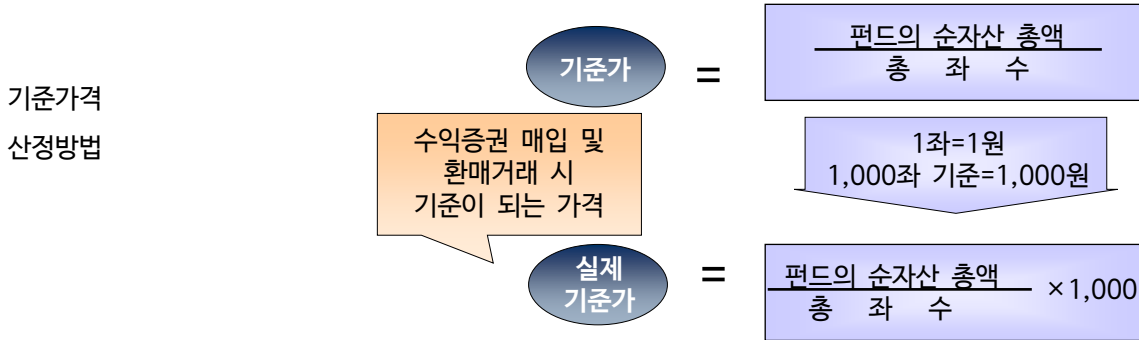 기준가격
산정방법
기준가
=
펀드의 순자산 총액
총 좌 수
수익증권 매입 및
환매거래 시
기준이 되는 가격
1좌=1원
1,000좌 기준=1,000원
실제
기준가
=
펀드의 순자산 총액
총 좌 수
×1,000